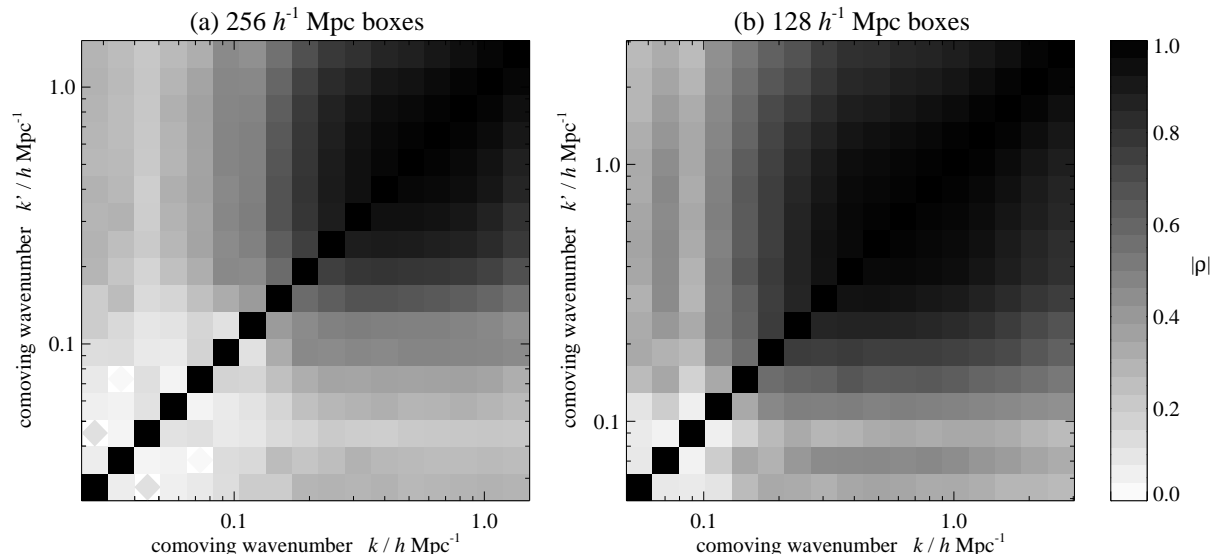 (a) 256 h⁻¹ Mpc boxes
(b) 128 h⁻¹ Mpc boxes
comoving wavenumber k' / h Mpc⁻¹
1.0
0.1
0.1
1.0
comoving wavenumber k / h Mpc⁻¹
comoving wavenumber k' / h Mpc⁻¹
1.0
0.1
0.1
1.0
comoving wavenumber k / h Mpc⁻¹
1.0
0.8
0.6
0.4
0.2
0.0
|ρ|